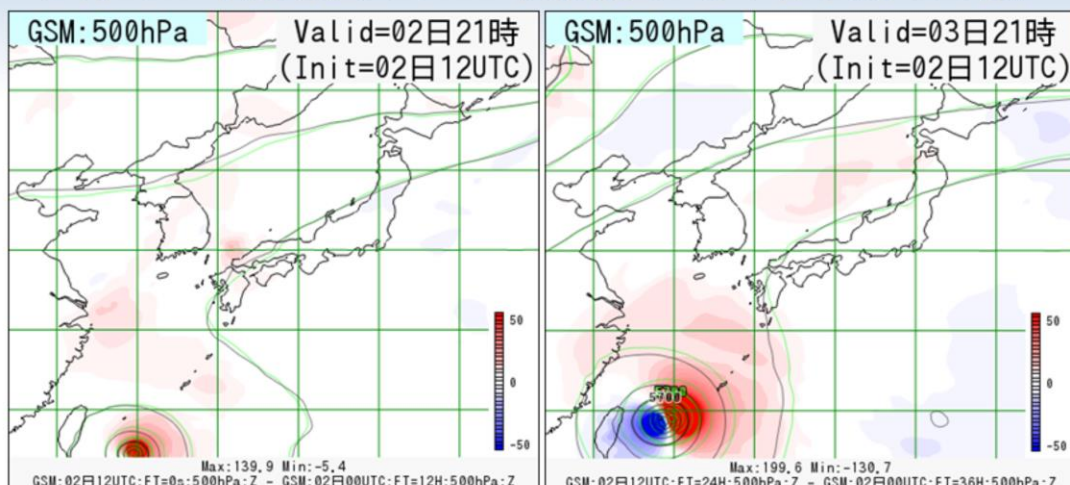 GSM:500hPa
Valid=02日21時
(Init=02日12UTC)
50
0
-50
Max:139.9 Min:-5.4
GSM:02日12UTC:FT=0s:500hPa:Z - GSM:02日00UTC:FT=12H:500hPa:Z
GSM:500hPa
Valid=03日21時
(Init=02日12UTC)
5700
50
0
-50
Max:199.6 Min:-130.7
GSM:02日12UTC:FT=24H:500hPa:Z - GSM:02日00UTC:FT=36H:500hPa:Z